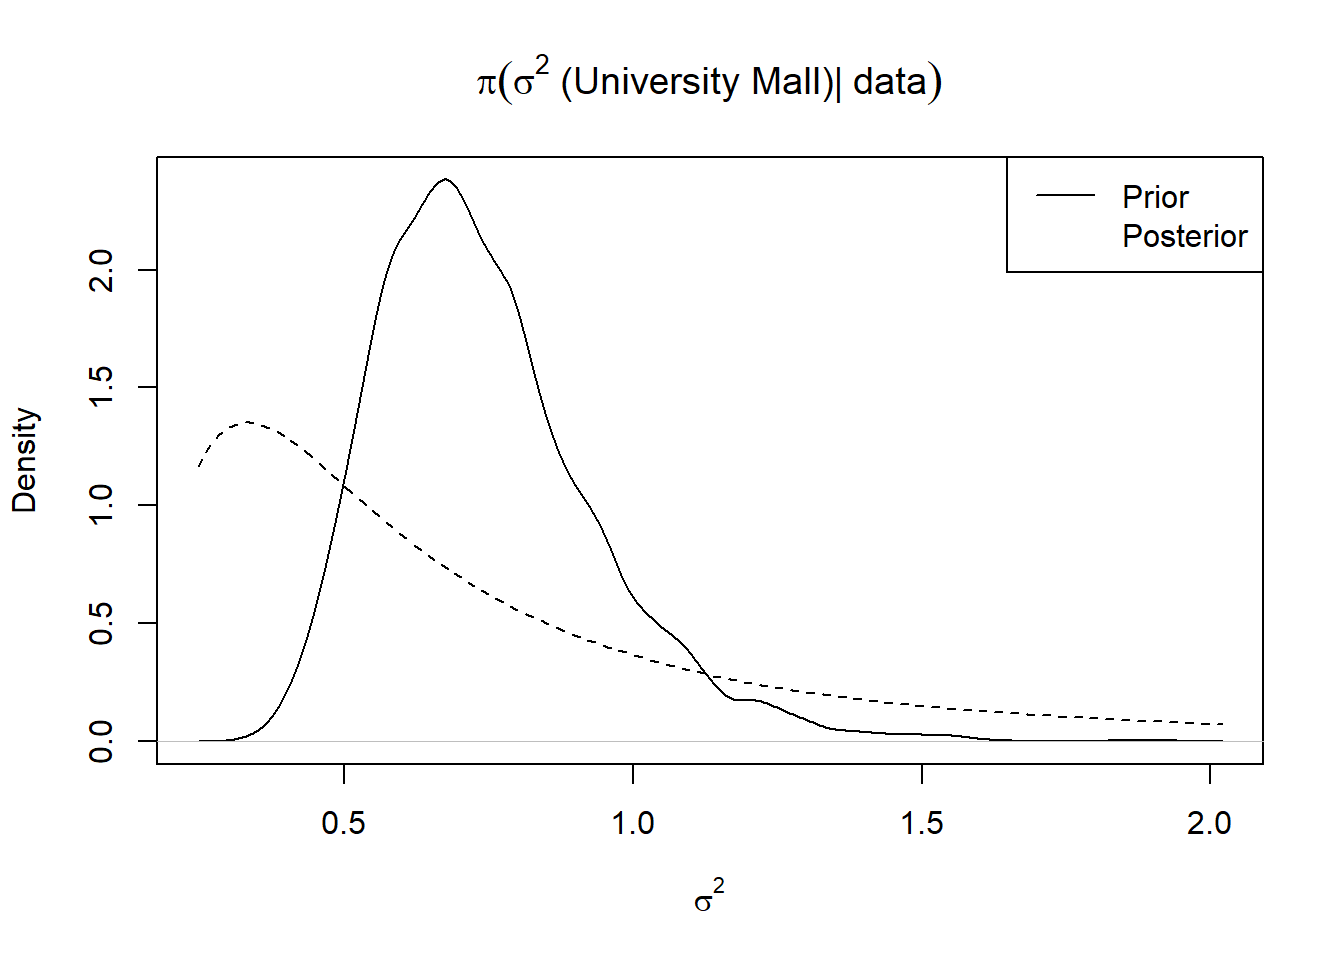 π(σ² (University Mall)| data)
Prior
Posterior
Density
2.0
1.5
1.0
0.5
0.0
0.5 1.0 1.5 2.0
σ²